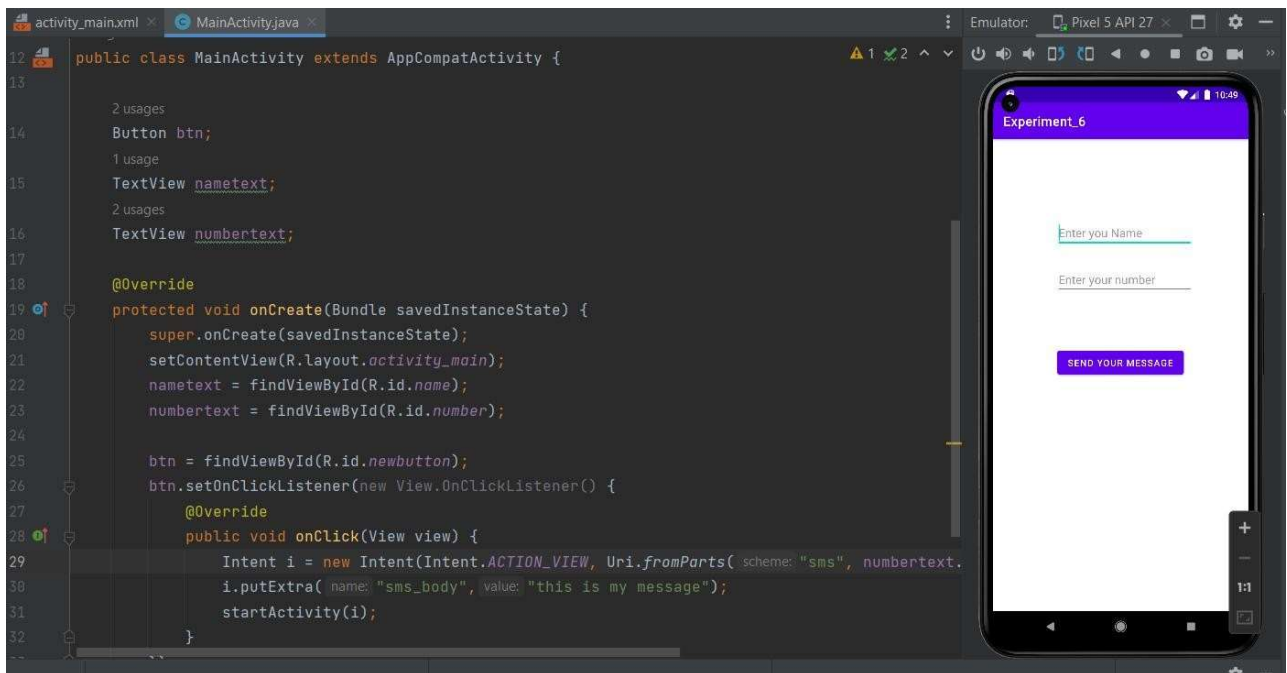 activity_main.xml
MainActivity.java
Emulator: Pixel 5 API 27
12 public class MainActivity extends AppCompatActivity { 1 2
13
2 usages
14 Button btn;
1 usage
15 TextView nametext;
2 usages
16 TextView numbertext;
17
18 @Override
19 protected void onCreate(Bundle savedInstanceState) {
20 super.onCreate(savedInstanceState);
21 setContentView(R.layout.activity_main);
22 nametext = findViewById(R.id.name);
23 numbertext = findViewById(R.id.number);
24
25 btn = findViewById(R.id.newbutton);
26 btn.setOnClickListener(new View.OnClickListener() {
27 @Override
28 public void onClick(View view) {
29 Intent i = new Intent(Intent.ACTION_VIEW, Uri.fromParts( scheme: "sms", numbertext.
30 i.putExtra( name: "sms_body", value: "this is my message");
31 startActivity(i);
32 }
10:49
Experiment_6
Enter you Name
Enter your number
SEND YOUR MESSAGE
1:1